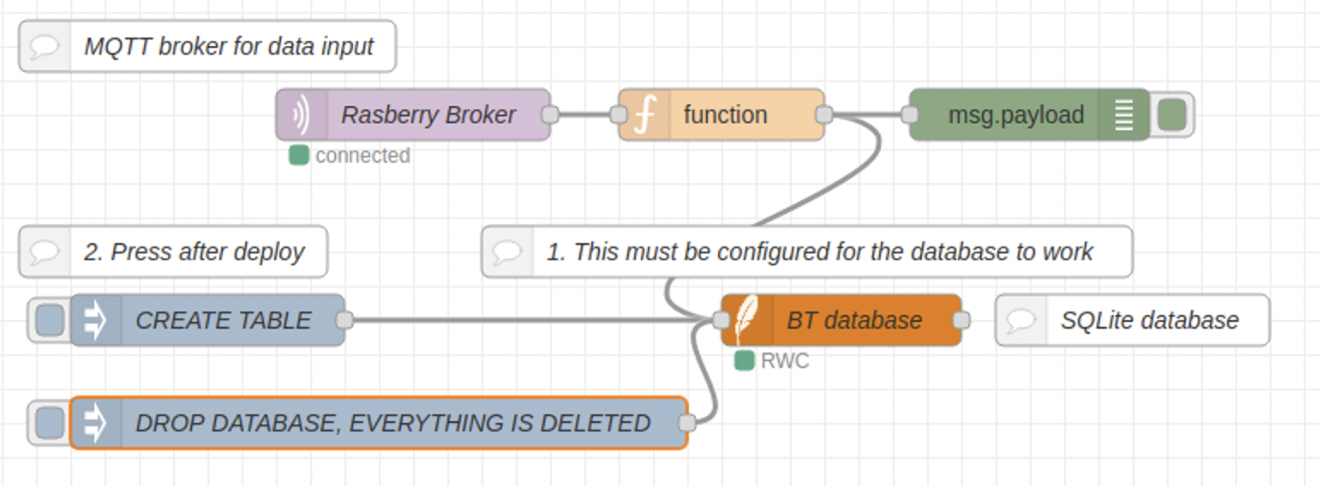 MQTT broker for data input
Rasberry Broker
function
msg.payload
connected
2. Press after deploy
1. This must be configured for the database to work
CREATE TABLE
BT database
SQLite database
RWC
DROP DATABASE, EVERYTHING IS DELETED